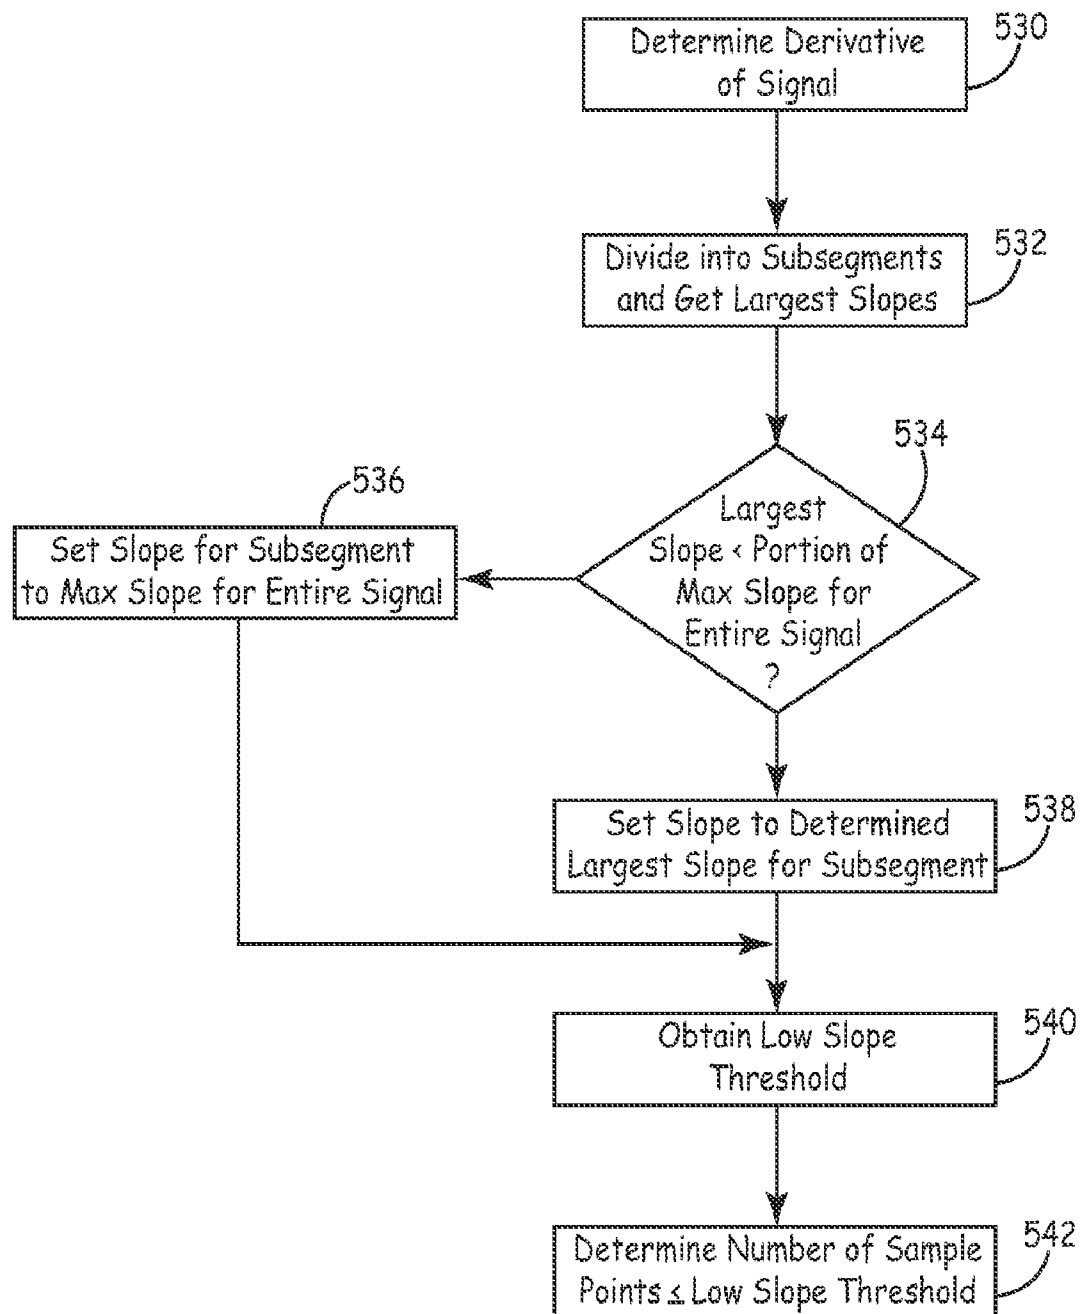 530
Determine Derivative
of Signal
532
Divide into Subsegments
and Get Largest Slopes
534
Largest
Slope < Portion of
Max Slope for
Entire Signal
?
536
Set Slope for Subsegment
to Max Slope for Entire Signal
538
Set Slope to Determined
Largest Slope for Subsegment
540
Obtain Low Slope
Threshold
542
Determine Number of Sample
Points ≤ Low Slope Threshold